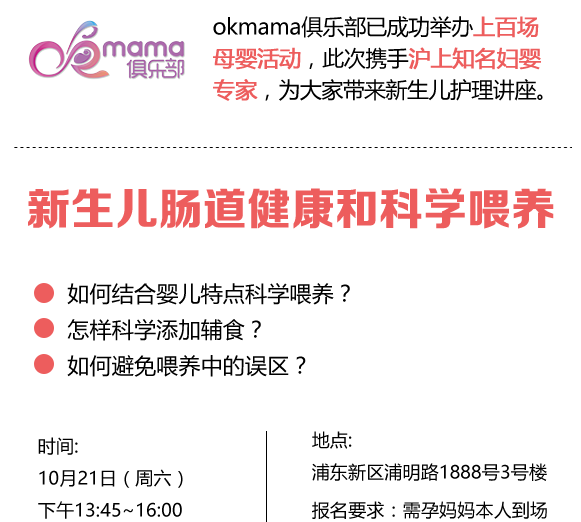 okmama俱乐部
okmama俱乐部已成功举办上百场
母婴活动，此次携手沪上知名妇婴
专家，为大家带来新生儿护理讲座。
新生儿肠道健康和科学喂养
如何结合婴儿特点科学喂养？
怎样科学添加辅食？
如何避免喂养中的误区？
时间:
10月21日（周六）
下午13:45~16:00
地点:
浦东新区浦明路1888号3号楼
报名要求：需孕妈妈本人到场